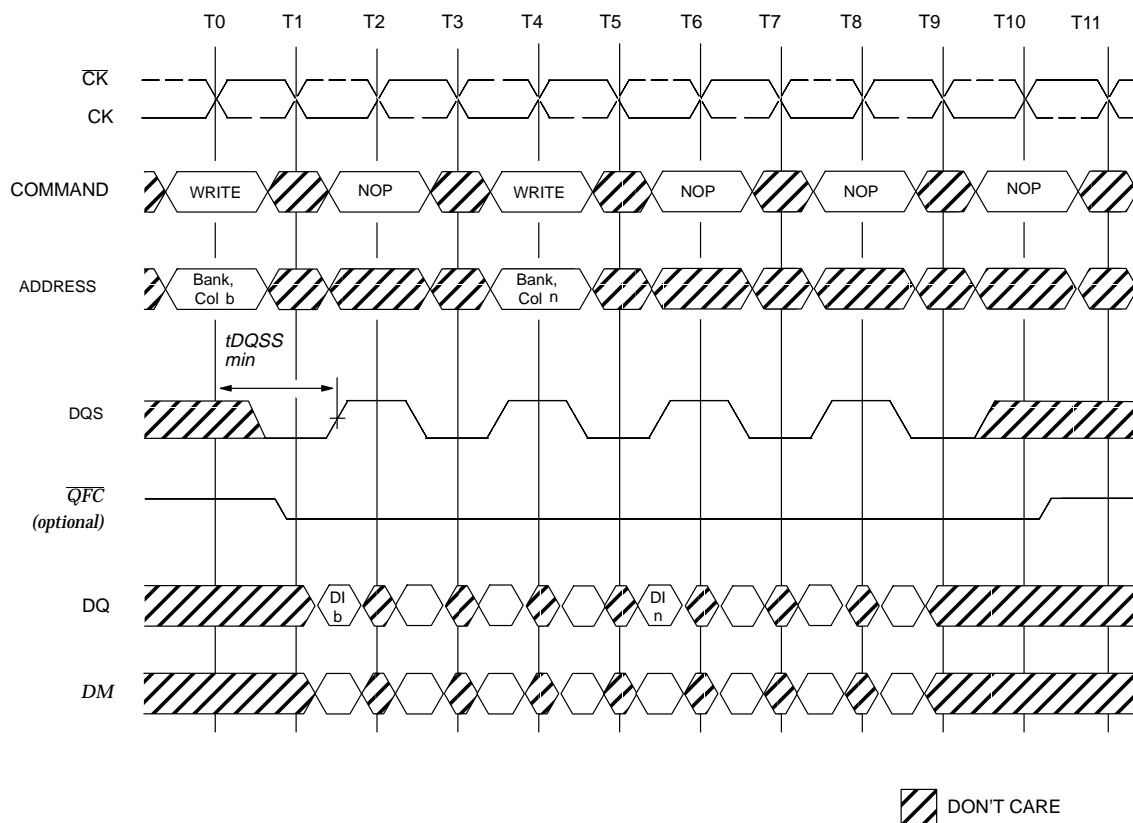 T0 T1 T2 T3 T4 T5 T6 T7 T8 T9 T10 T11
CK
CK
COMMAND WRITE NOP WRITE NOP NOP NOP
ADDRESS Bank, Col b Bank, Col n
tDQSS
min
DQS
QFC
(optional)
DQ DI b DI n
DM
DON'T CARE